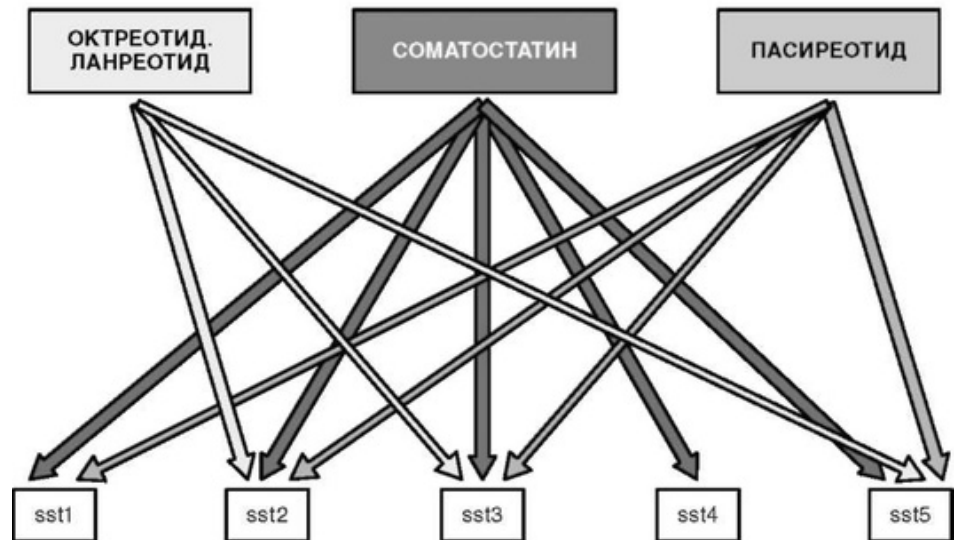 ОКТРЕОТИД.
ЛАНРЕОТИД
СОМАТОСТАТИН
ПАСИРЕОТИД
sst1
sst2
sst3
sst4
sst5